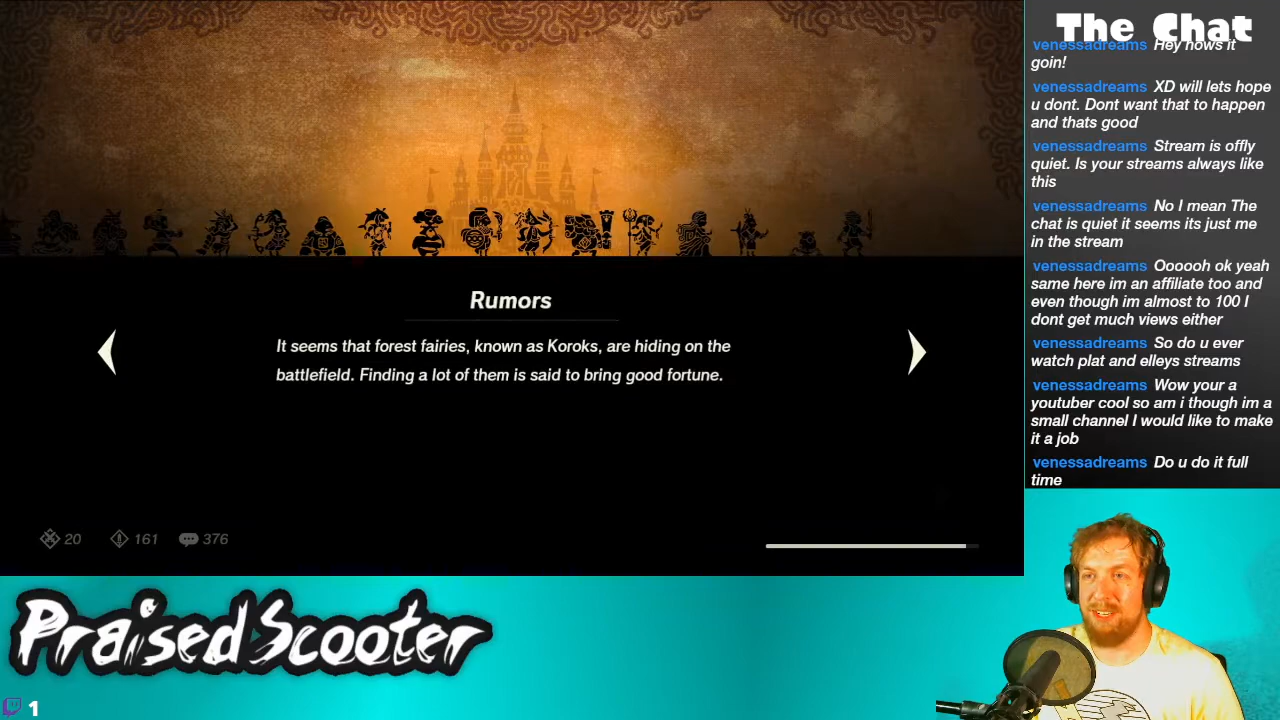 The Chat
venessadreams Hey hows it
goin!
venessadreams XD will lets hope
u dont. Dont want that to happen
and thats good
venessadreams Stream is offly
quiet. Is your streams always like
this
venessadreams No I mean The
chat is quiet it seems its just me
in the stream
venessadreams Oooooh ok yeah
same here im an affiliate too and
even though im almost to 100 I
dont get much views either
venessadreams So do u ever
watch plat and elleys streams
venessadreams Wow your a
youtuber cool so am i though im a
small channel I would like to make
it a job
venessadreams Do u do it full
time
Rumors
It seems that forest fairies, known as Koroks, are hiding on the
battlefield. Finding a lot of them is said to bring good fortune.
20 161 376
PraisedScooter
1